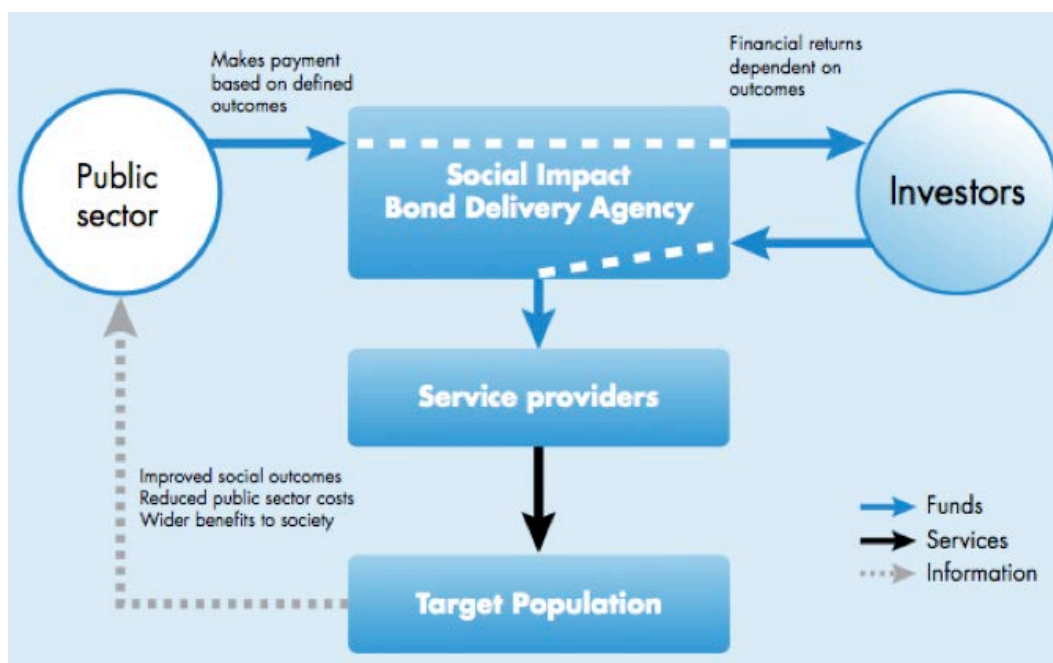 Makes payment
based on defined
outcomes
Financial returns
dependent on
outcomes
Public
sector
Social Impact
Bond Delivery Agency
Investors
Service providers
Improved social outcomes
Reduced public sector costs
Wider benefits to society
Funds
Services
Information
Target Population